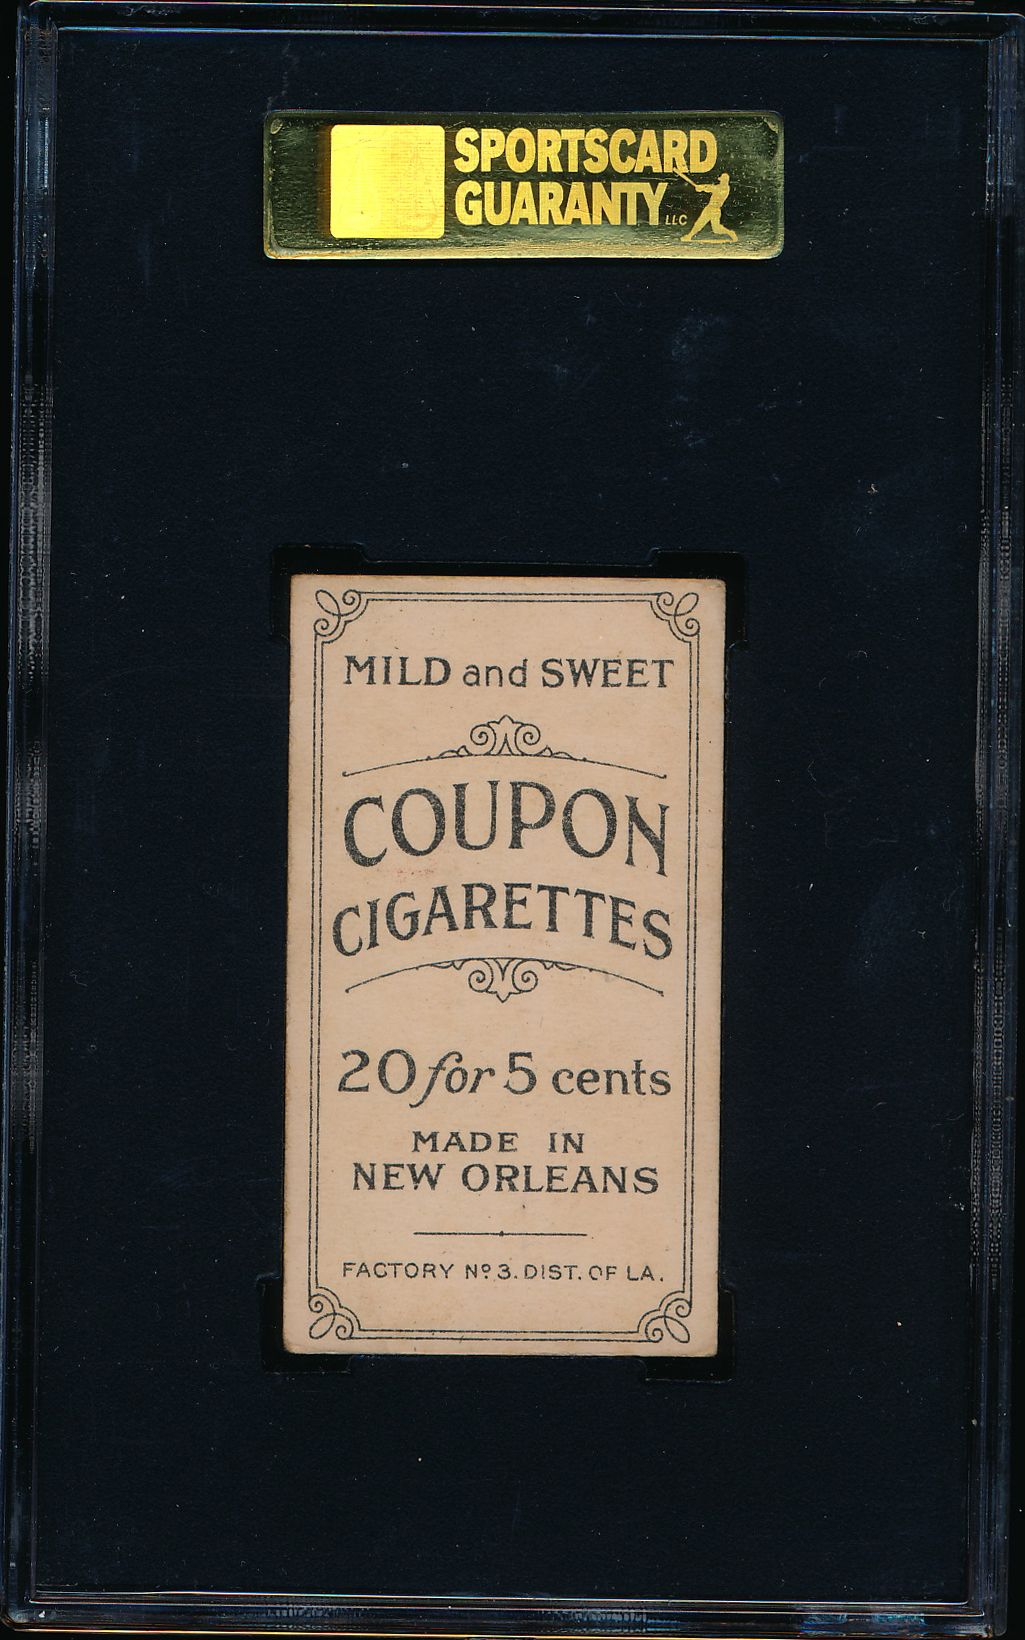 SPORTSCARD
GUARANTY LLC
MILD and SWEET
COUPON
CIGARETTES
20 for 5 cents
MADE IN
NEW ORLEANS
FACTORY Nº 3. DIST. OF LA.